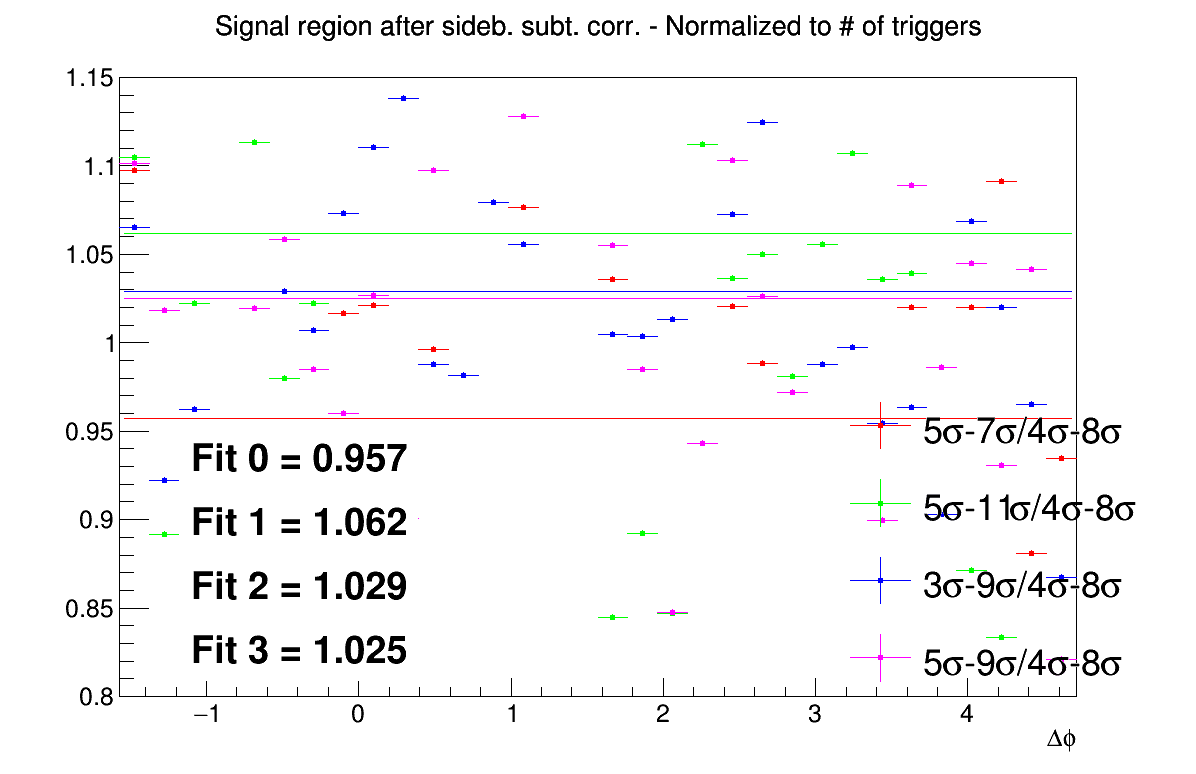 Signal region after sideb. subt. corr. - Normalized to # of triggers
1.15
1.1
1.05
1
0.95
0.9
0.85
0.8
Fit 0 = 0.957
Fit 1 = 1.062
Fit 2 = 1.029
Fit 3 = 1.025
5σ-7σ/4σ-8σ
5σ-11σ/4σ-8σ
3σ-9σ/4σ-8σ
5σ-9σ/4σ-8σ
−1 0 1 2 3 4
Δϕ